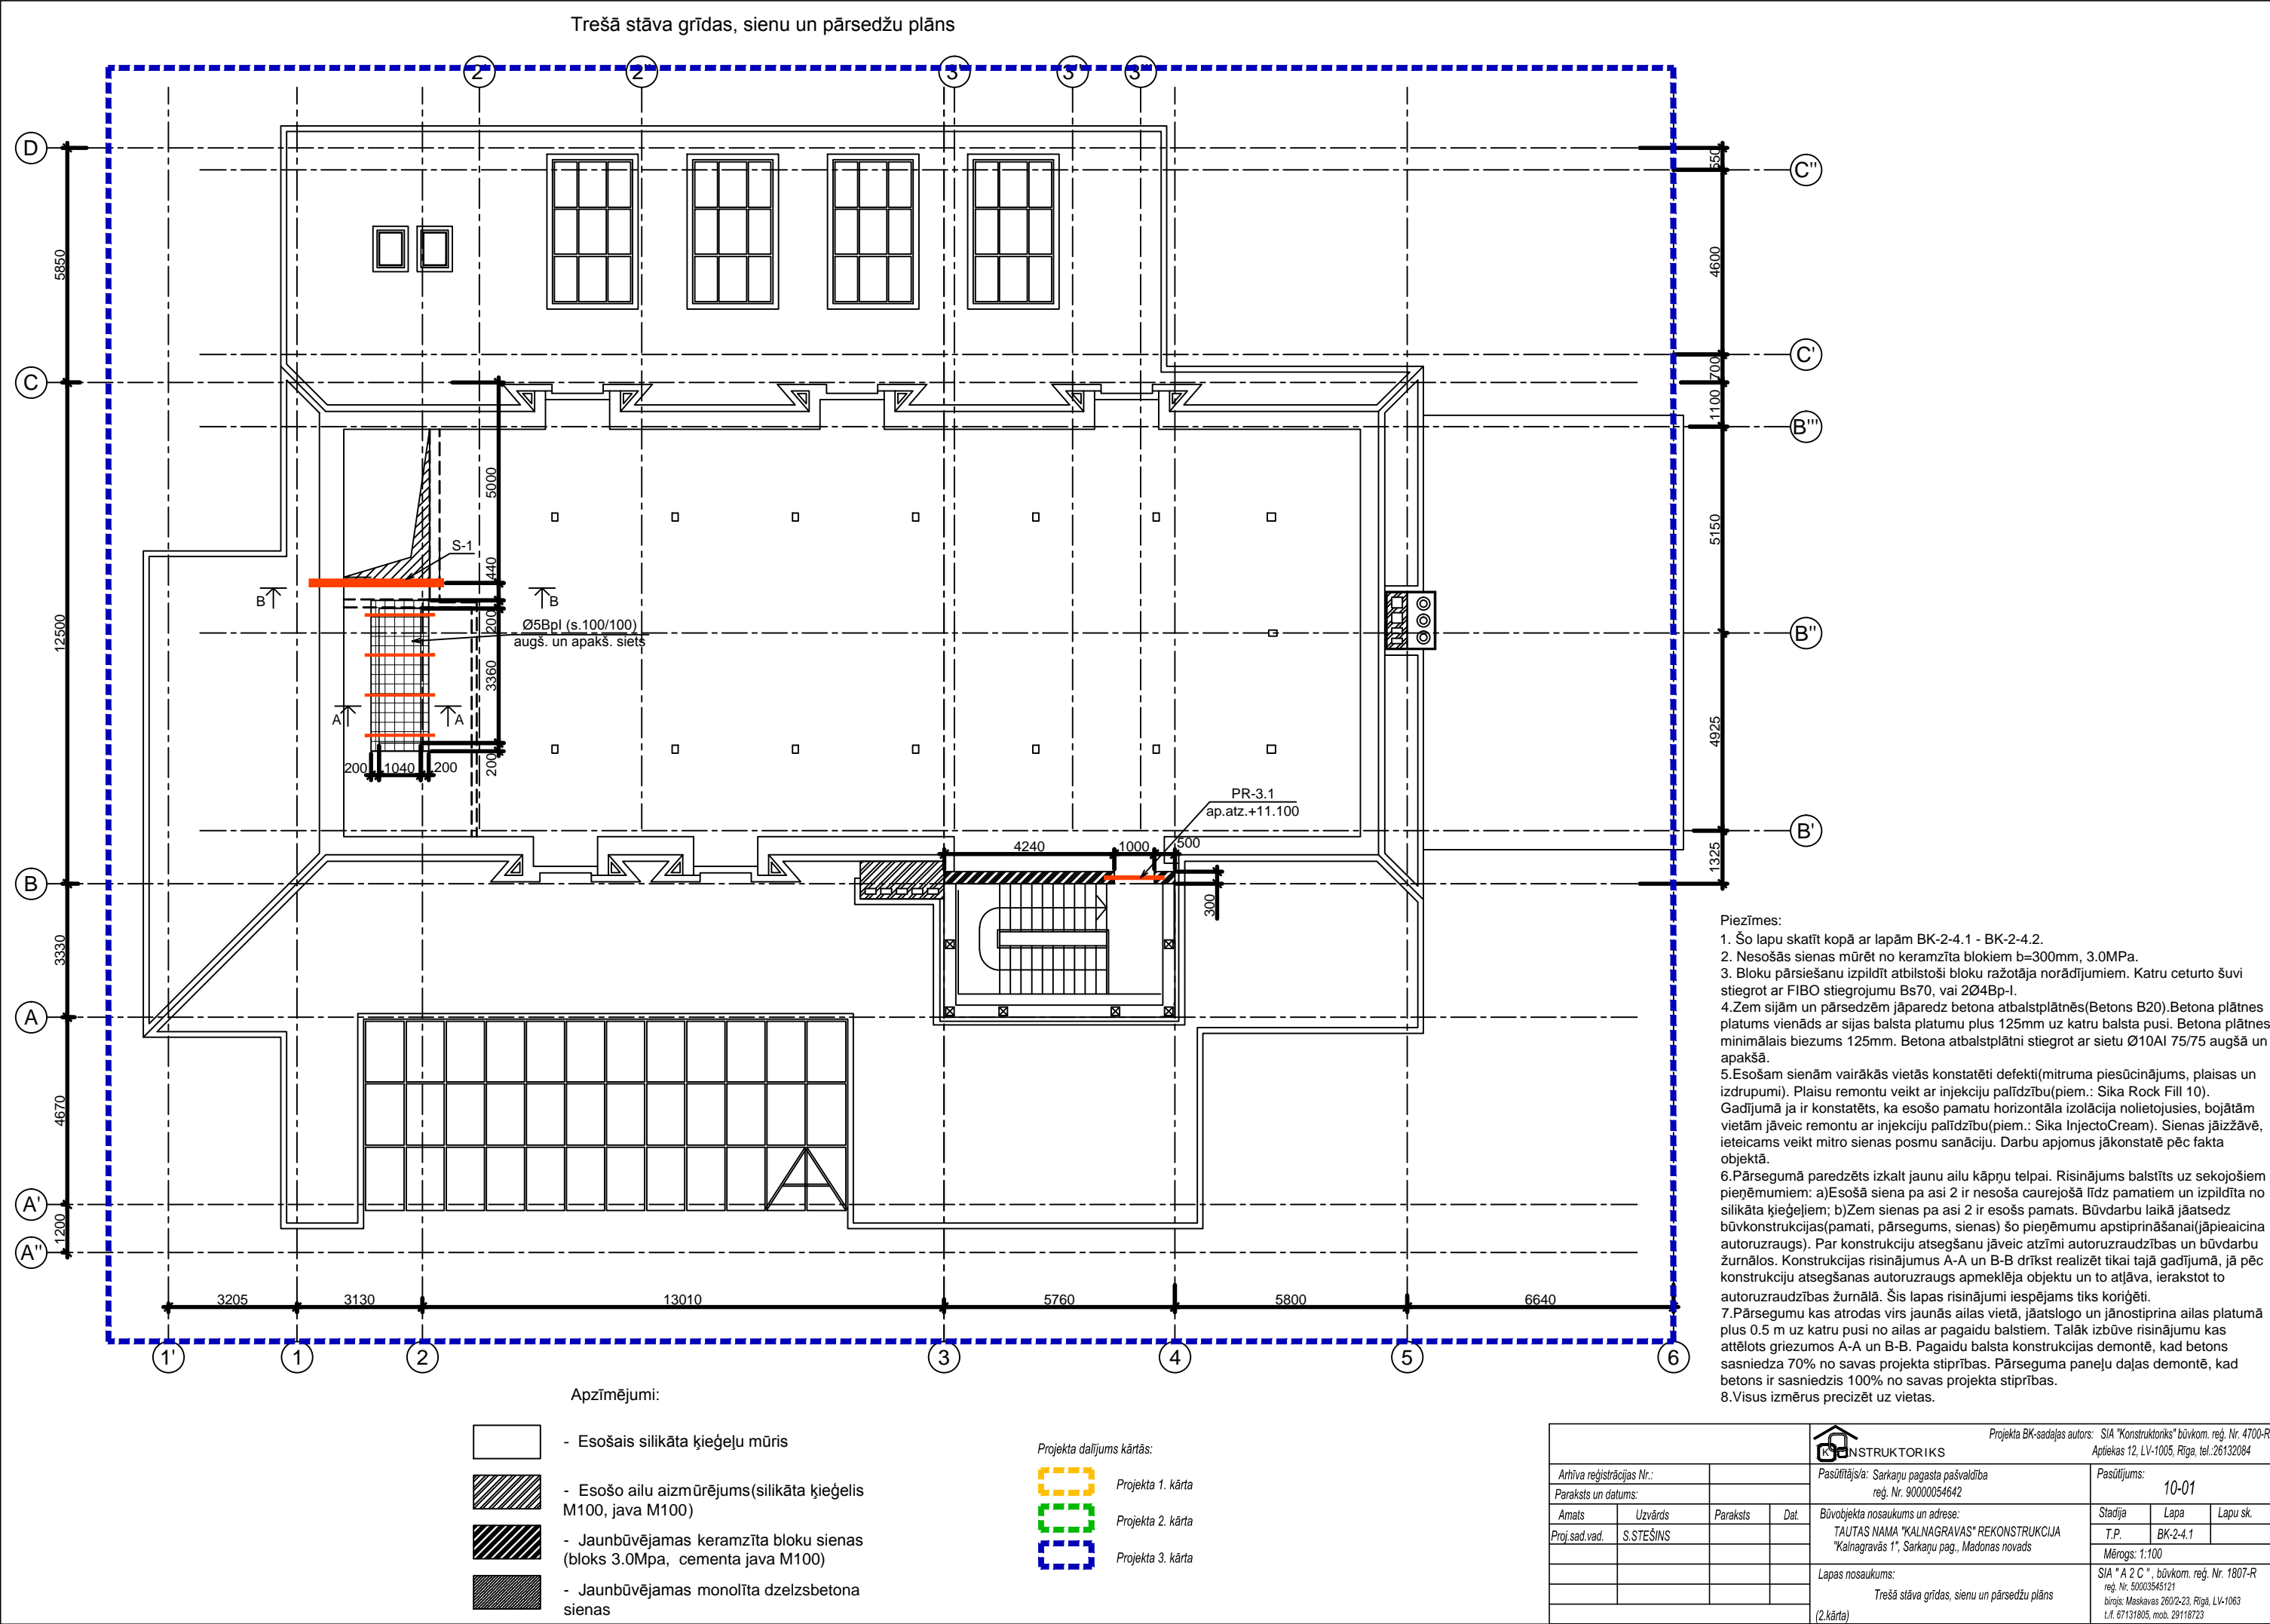 Trešā stāva grīdas, sienu un pārsedžu plāns
2' 2'' 3' 3'' 3'''
D
C
B
A
A'
A''
C''
C'
B'''
B''
B'
5850
12500
3330
4670
1200
550
4600
700
1100
5150
4925
1325
5000
440
200
3360
200
S-1
B B
Ø5BpI (s.100/100)
augš. un apakš. siets
A A
200 1040 200
PR-3.1
ap.atz.+11.100
4240 1000 500
300
3205 3130 13010 5760 5800 6640
1' 1 2 3 4 5 6
Piezīmes:
1. Šo lapu skatīt kopā ar lapām BK-2-4.1 - BK-2-4.2.
2. Nesošās sienas mūrēt no keramzīta blokiem b=300mm, 3.0MPa.
3. Bloku pārsiešanu izpildīt atbilstoši bloku ražotāja norādījumiem. Katru ceturto šuvi
stiegrot ar FIBO stiegrojumu Bs70, vai 2Ø4Bp-I.
4.Zem sijām un pārsedzēm jāparedz betona atbalstplātnēs(Betons B20).Betona plātnes
platums vienāds ar sijas balsta platumu plus 125mm uz katru balsta pusi. Betona plātnes
minimālais biezums 125mm. Betona atbalstplātni stiegrot ar sietu Ø10AI 75/75 augšā un
apakšā.
5.Esošam sienām vairākās vietās konstatēti defekti(mitruma piesūcinājums, plaisas un
izdrupumi). Plaisu remontu veikt ar injekciju palīdzību(piem.: Sika Rock Fill 10).
Gadījumā ja ir konstatēts, ka esošo pamatu horizontāla izolācija nolietojusies, bojātām
vietām jāveic remontu ar injekciju palīdzību(piem.: Sika InjectoCream). Sienas jāizžāvē,
ieteicams veikt mitro sienas posmu sanāciju. Darbu apjomus jākonstatē pēc fakta
objektā.
6.Pārsegumā paredzēts izkalt jaunu ailu kāpņu telpai. Risinājums balstīts uz sekojošiem
pieņēmumiem: a)Esošā siena pa asi 2 ir nesoša caurejošā līdz pamatiem un izpildīta no
silikāta ķieģeļiem; b)Zem sienas pa asi 2 ir esošs pamats. Būvdarbu laikā jāatsedz
būvkonstrukcijas(pamati, pārsegums, sienas) šo pieņēmumu apstiprināšanai(jāpieaicina
autoruzraugs). Par konstrukciju atsegšanu jāveic atzīmi autoruzraudzības un būvdarbu
žurnālos. Konstrukcijas risinājumus A-A un B-B drīkst realizēt tikai tajā gadījumā, jā pēc
konstrukciju atsegšanas autoruzraugs apmeklēja objektu un to atļāva, ierakstot to
autoruzraudzības žurnālā. Šis lapas risinājumi iespējams tiks koriģēti.
7.Pārsegumu kas atrodas virs jaunās ailas vietā, jāatslogo un jānostiprina ailas platumā
plus 0.5 m uz katru pusi no ailas ar pagaidu balstiem. Talāk izbūve risinājumu kas
attēlots griezumos A-A un B-B. Pagaidu balsta konstrukcijas demontē, kad betons
sasniedza 70% no savas projekta stiprības. Pārseguma paneļu daļas demontē, kad
betons ir sasniedzis 100% no savas projekta stiprības.
8.Visus izmērus precizēt uz vietas.
Apzīmējumi:
- Esošais silikāta ķieģeļu mūris
- Esošo ailu aizmūrējums(silikāta ķieģelis
M100, java M100)
- Jaunbūvējamas keramzīta bloku sienas
(bloks 3.0Mpa, cementa java M100)
- Jaunbūvējamas monolīta dzelzsbetona
sienas
Projekta dalījums kārtās:
Projekta 1. kārta
Projekta 2. kārta
Projekta 3. kārta
KONSTRUKTORIKS
Projekta BK-sadaļas autors: SIA "Konstruktoriks" būvkom. reģ. Nr. 4700-R
Aptiekas 12, LV-1005, Rīga, tel.:26132084
Arhīva reģistrācijas Nr.:
Paraksts un datums:
Pasūtītājs/a: Sarkaņu pagasta pašvaldība
reģ. Nr. 90000054642
Pasūtījums:
10-01
Amats Uzvārds Paraksts Dat.
Proj.sad.vad. S.STEŠINS
Būvobjekta nosaukums un adrese:
TAUTAS NAMA "KALNAGRAVAS" REKONSTRUKCIJA
"Kalnagravās 1", Sarkaņu pag., Madonas novads
Stadija Lapa Lapu sk.
T.P. BK-2-4.1
Mērogs: 1:100
Lapas nosaukums:
Trešā stāva grīdas, sienu un pārsedžu plāns
(2.kārta)
SIA " A 2 C " , būvkom. reģ. Nr. 1807-R
reģ. Nr. 50003545121
birojs: Maskavas 260/2-23, Rīgā, LV-1063
t./f. 67131805, mob. 29118723